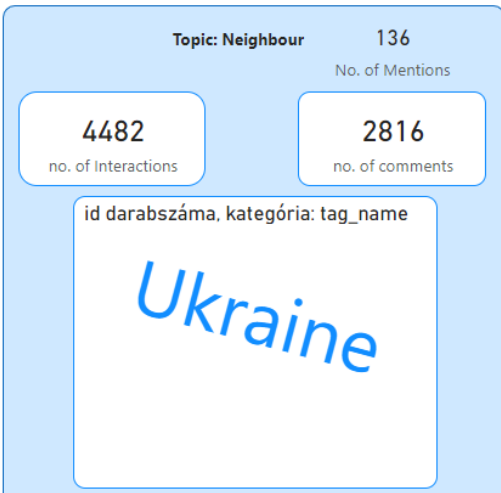 Topic: Neighbour
136
No. of Mentions
4482
no. of Interactions
2816
no. of comments
id darabszáma, kategória: tag_name
Ukraine